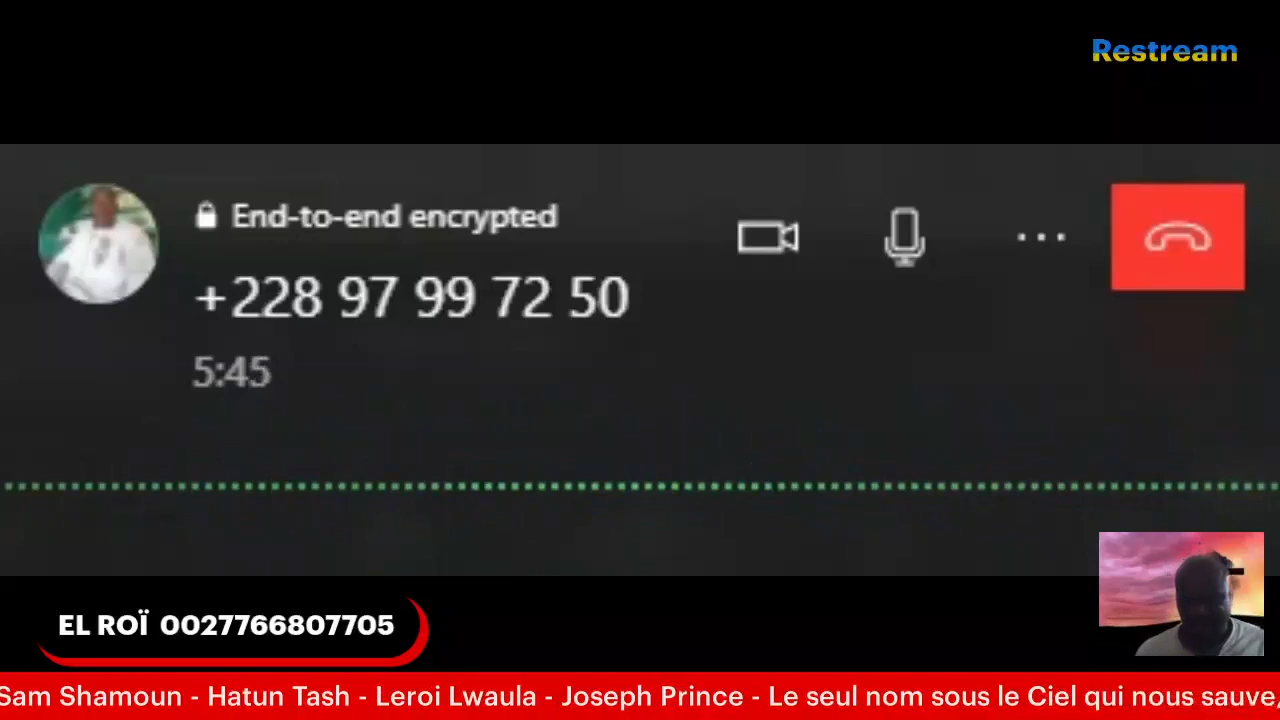 Restream
End-to-end encrypted
+228 97 99 72 50
5:45
EL ROÏ 0027766807705
Sam Shamoun - Hatun Tash - Leroi Lwaula - Joseph Prince - Le seul nom sous le Ciel qui nous sauve,